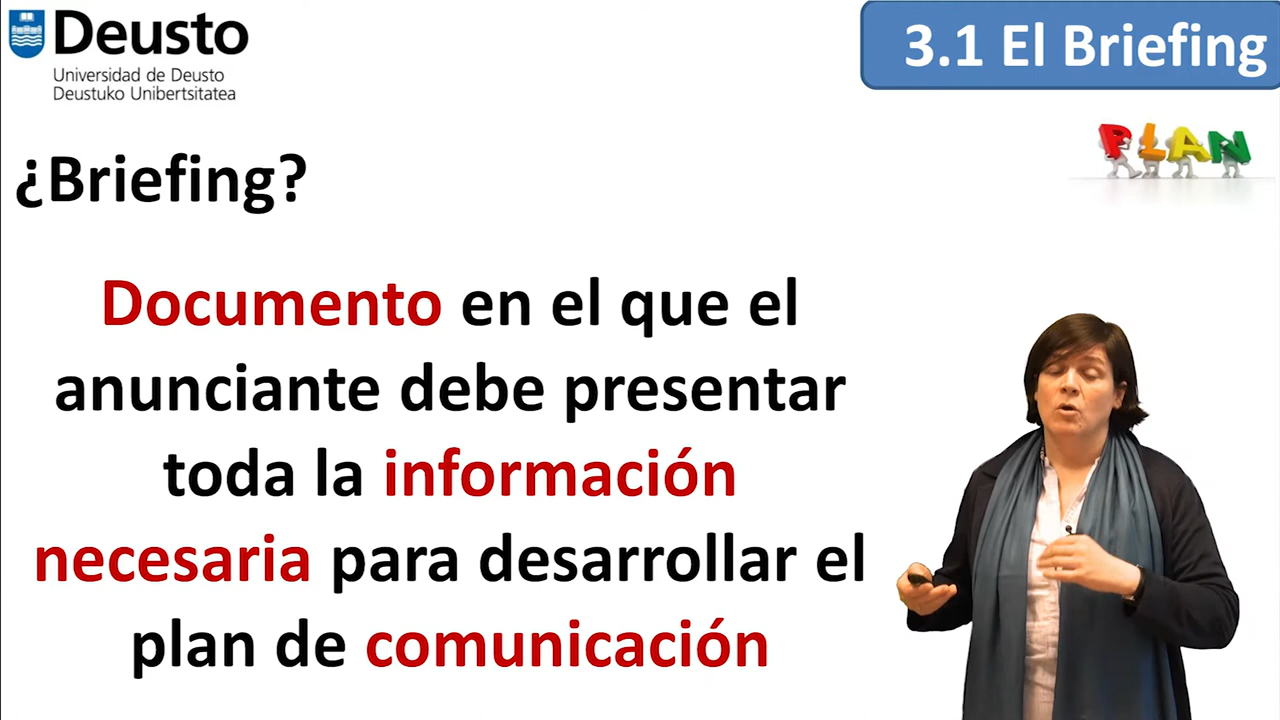 Deusto
Universidad de Deusto
Deustuko Unibertsitatea
3.1 El Briefing
PLAN
¿Briefing?
Documento en el que el
anunciante debe presentar
toda la información
necesaria para desarrollar el
plan de comunicación